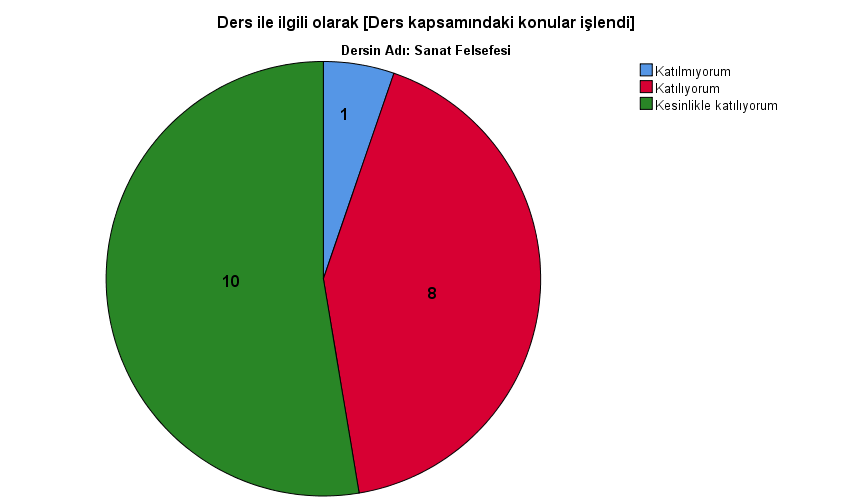 Ders ile ilgili olarak [Ders kapsamındaki konular işlendi]
Dersin Adı: Sanat Felsefesi
Katılmıyorum
Katılıyorum
Kesinlikle katılıyorum
1
10
8